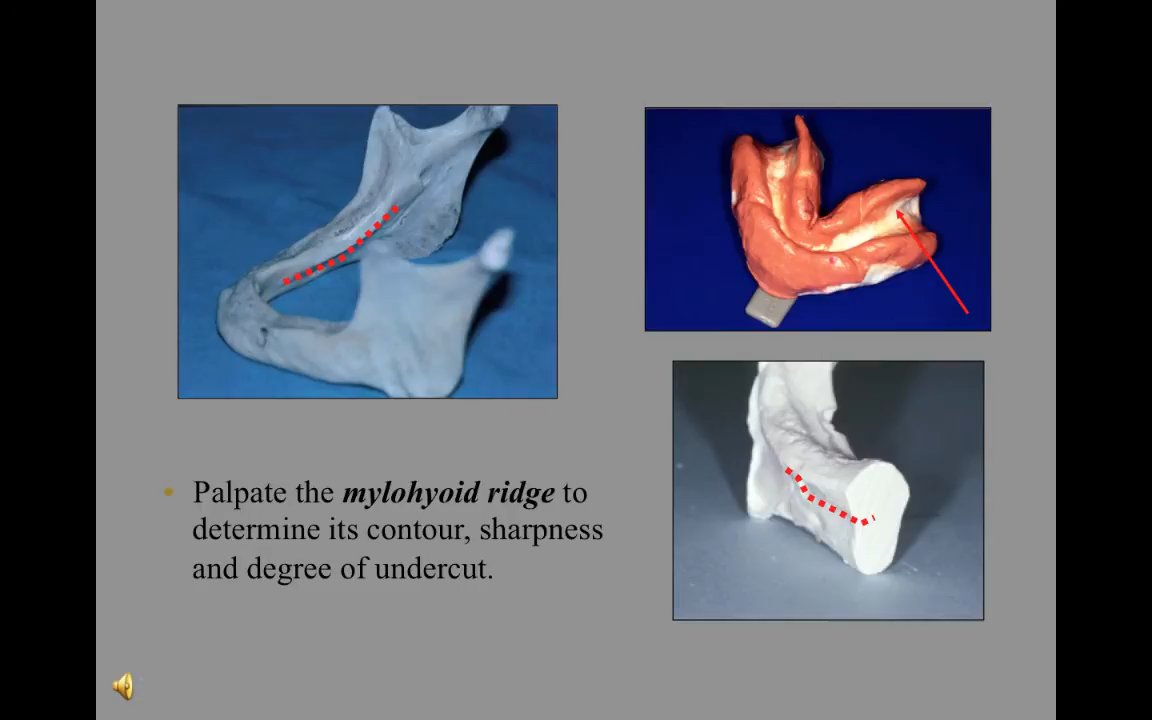 • Palpate the mylohyoid ridge to
determine its contour, sharpness
and degree of undercut.